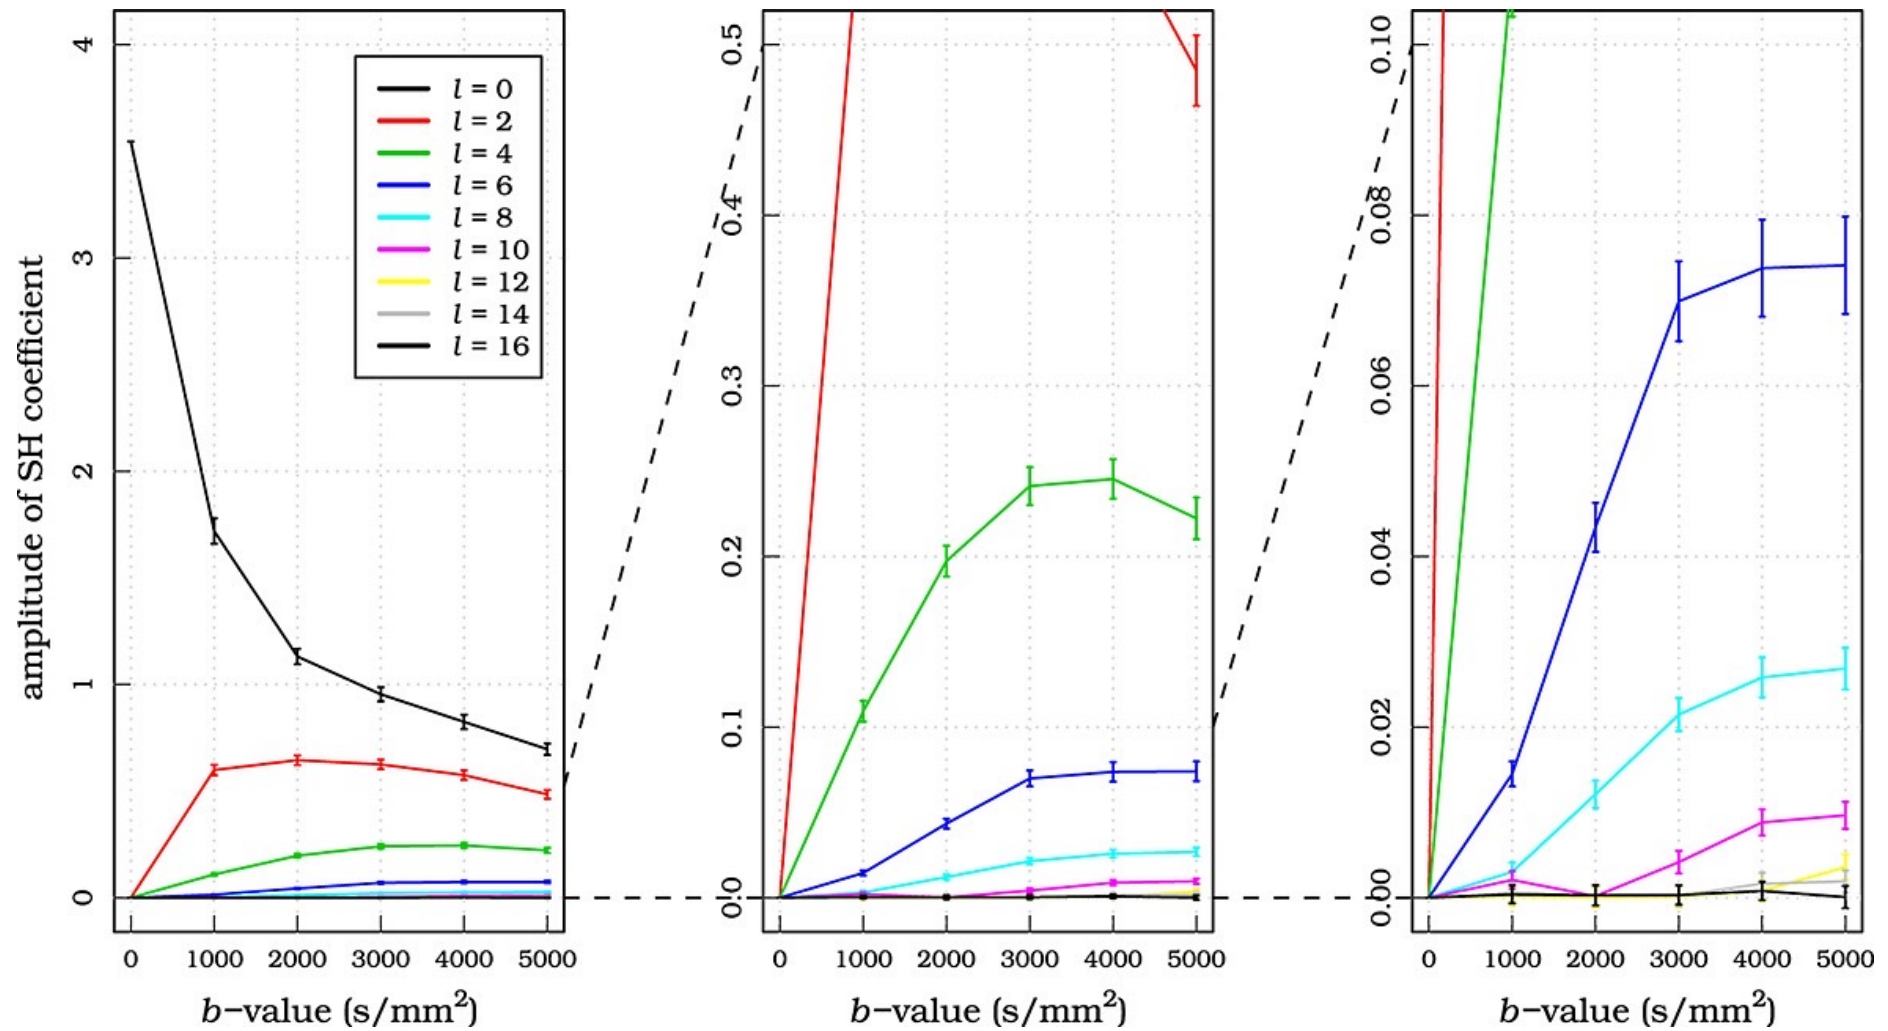 amplitude of SH coefficient
4
3
2
1
0
l = 0
l = 2
l = 4
l = 6
l = 8
l = 10
l = 12
l = 14
l = 16
0 1000 2000 3000 4000 5000
b−value (s/mm²)
0.5
0.4
0.3
0.2
0.1
0.0
0 1000 2000 3000 4000 5000
b−value (s/mm²)
0.10
0.08
0.06
0.04
0.02
0.00
0 1000 2000 3000 4000 5000
b−value (s/mm²)